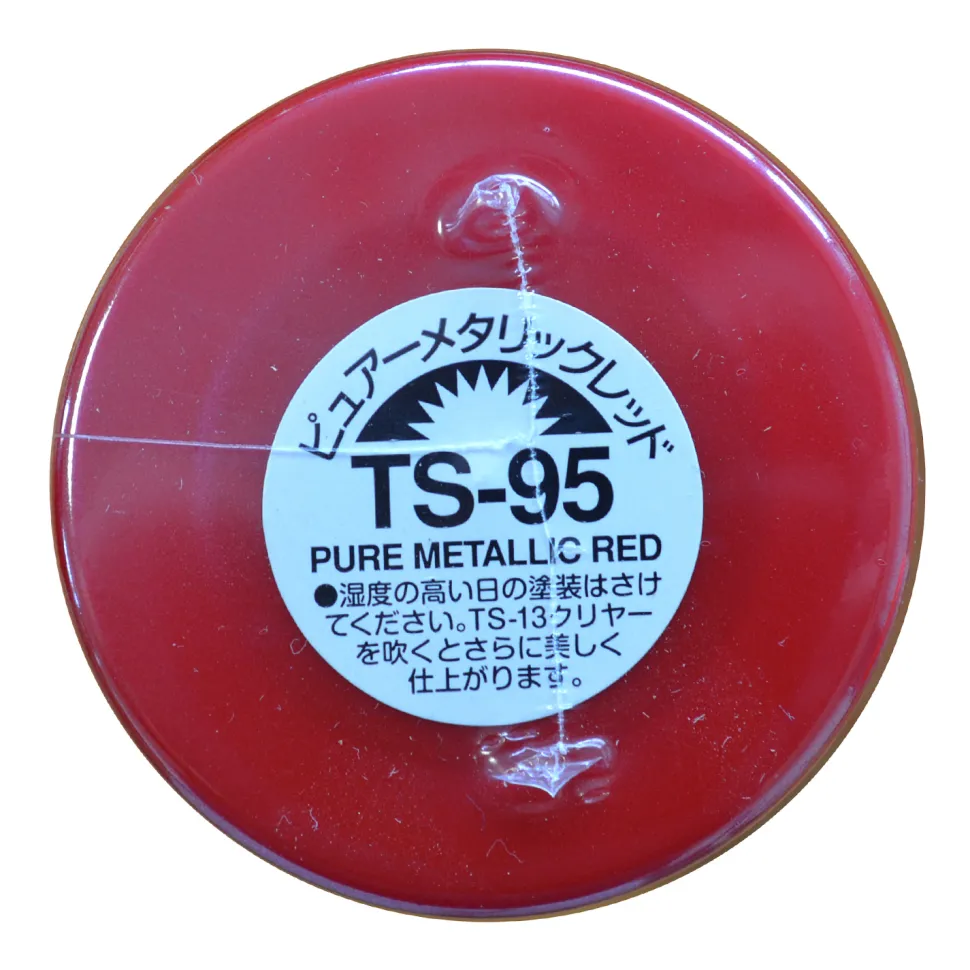 ピュアーメタリックレッド
TS-95
PURE METALLIC RED
●湿度の高い日の塗装はさけ
てください。TS-13クリヤー
を吹くとさらに美しく
仕上がります。